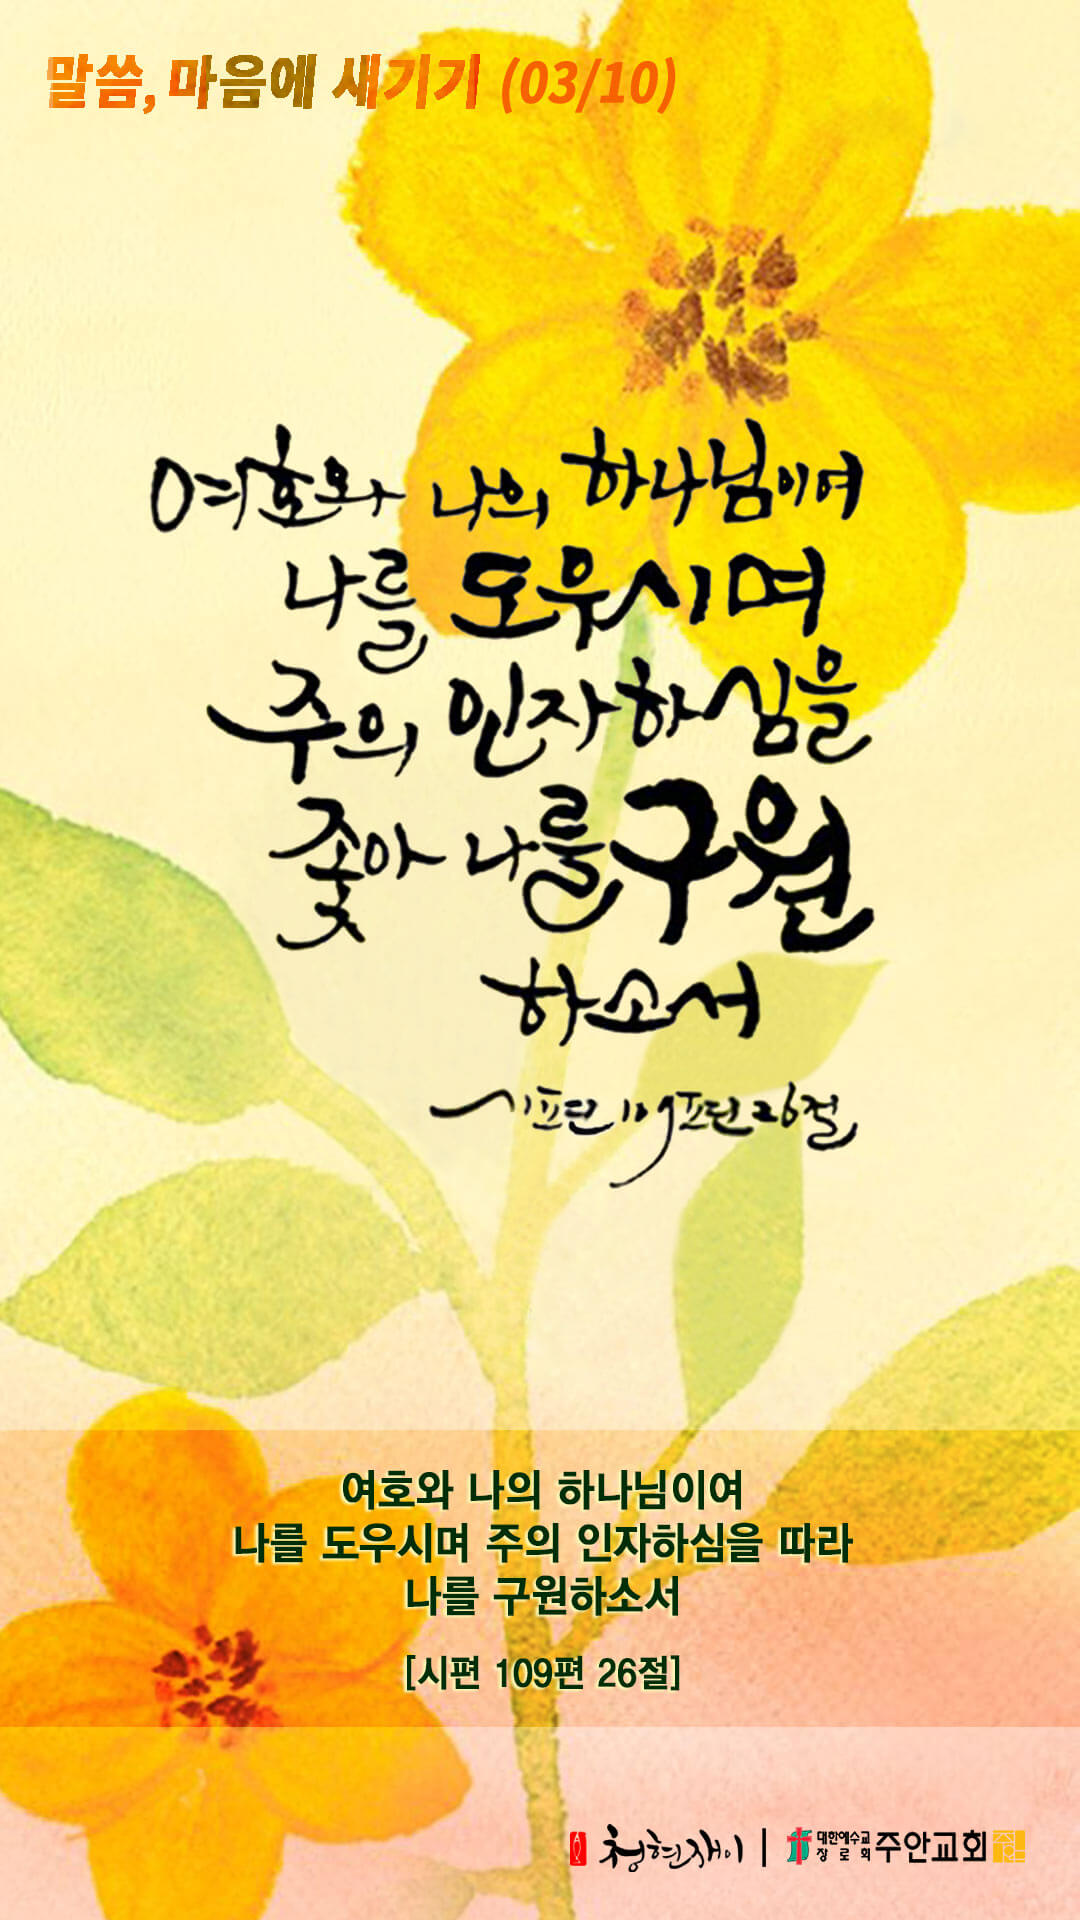 말씀, 마음에 새기기 (03/10)
여호와 나의 하나님이여
나를 도우시며
주의 인자하심을
좇아 나를 구원
하소서
시편 109편 26절
여호와 나의 하나님이여
나를 도우시며 주의 인자하심을 따라
나를 구원하소서
[시편 109편 26절]
청현재이 | 대한예수교장로회 주안교회